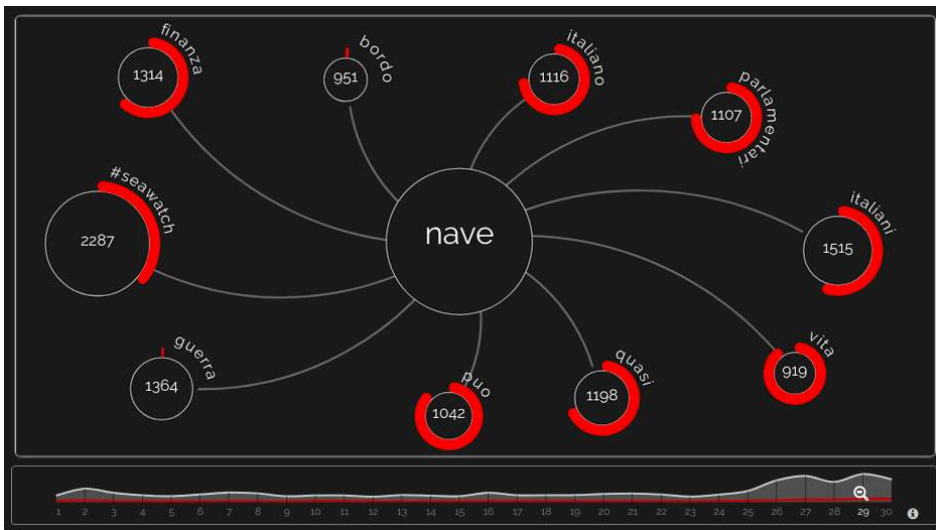 finanza
1314
bordo
951
italiano
1116
parlamentari
1107
#seawatch
2287
nave
italiani
1515
guerra
1364
puo
1042
quasi
1198
vita
919
1 2 3 4 5 6 7 8 9 10 11 12 13 14 15 16 17 18 19 20 21 22 23 24 25 26 27 28 29 30 i